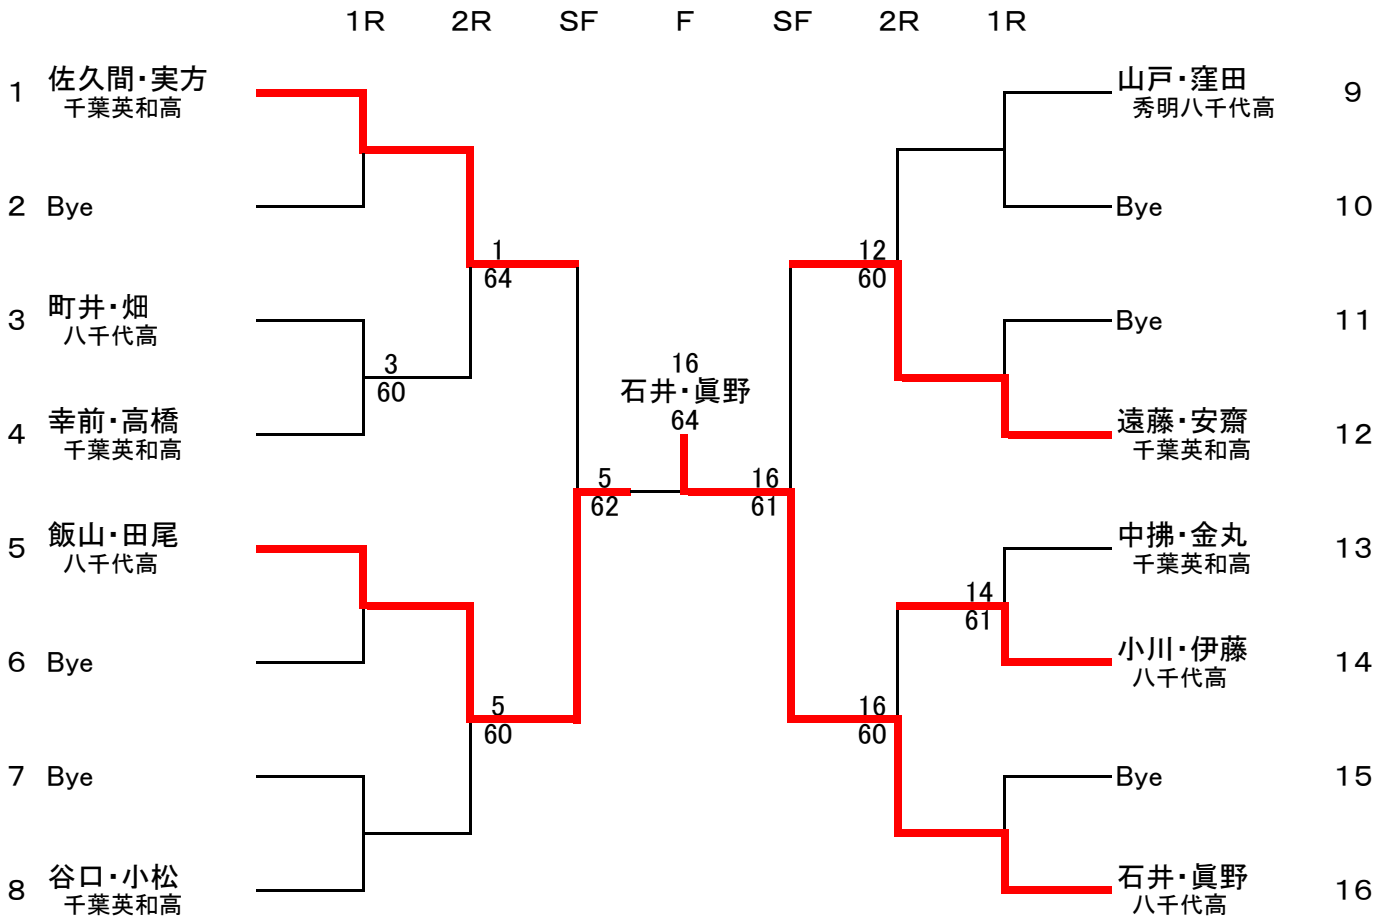 1R 2R SF F SF 2R 1R
1 佐久間・実方
千葉英和高
2 Bye
3 町井・畑
八千代高
4 幸前・高橋
千葉英和高
5 飯山・田尾
八千代高
6 Bye
7 Bye
8 谷口・小松
千葉英和高
1
64
3
60
5
62
5
60
16
石井・眞野
64
12
60
16
61
14
61
16
60
山戸・窪田 9
秀明八千代高
Bye 10
Bye 11
遠藤・安齋 12
千葉英和高
中拂・金丸 13
千葉英和高
小川・伊藤 14
八千代高
Bye 15
石井・眞野 16
八千代高